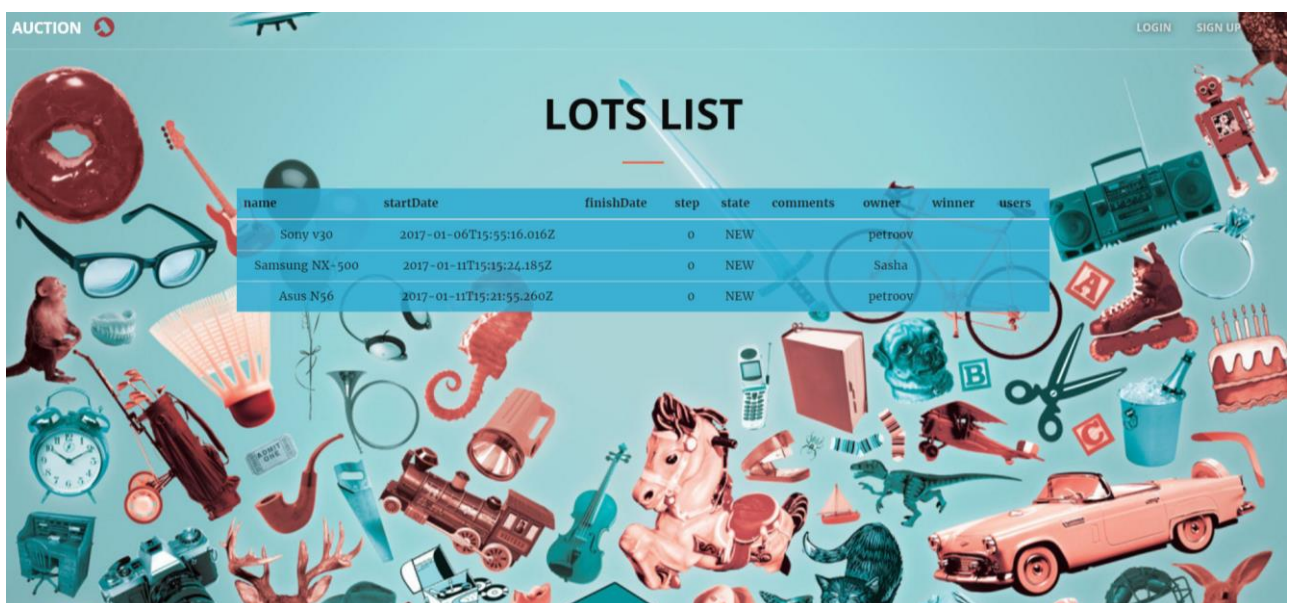 AUCTION LOGIN SIGN UP
LOTS LIST
name startDate finishDate step state comments owner winner users
Sony v30 2017-01-06T15:55:16.016Z 0 NEW petroov
Samsung NX-500 2017-01-11T15:15:24.185Z 0 NEW Sasha
Asus N56 2017-01-11T15:21:55.260Z 0 NEW petroov
A
B
C
ADMIT
ONE